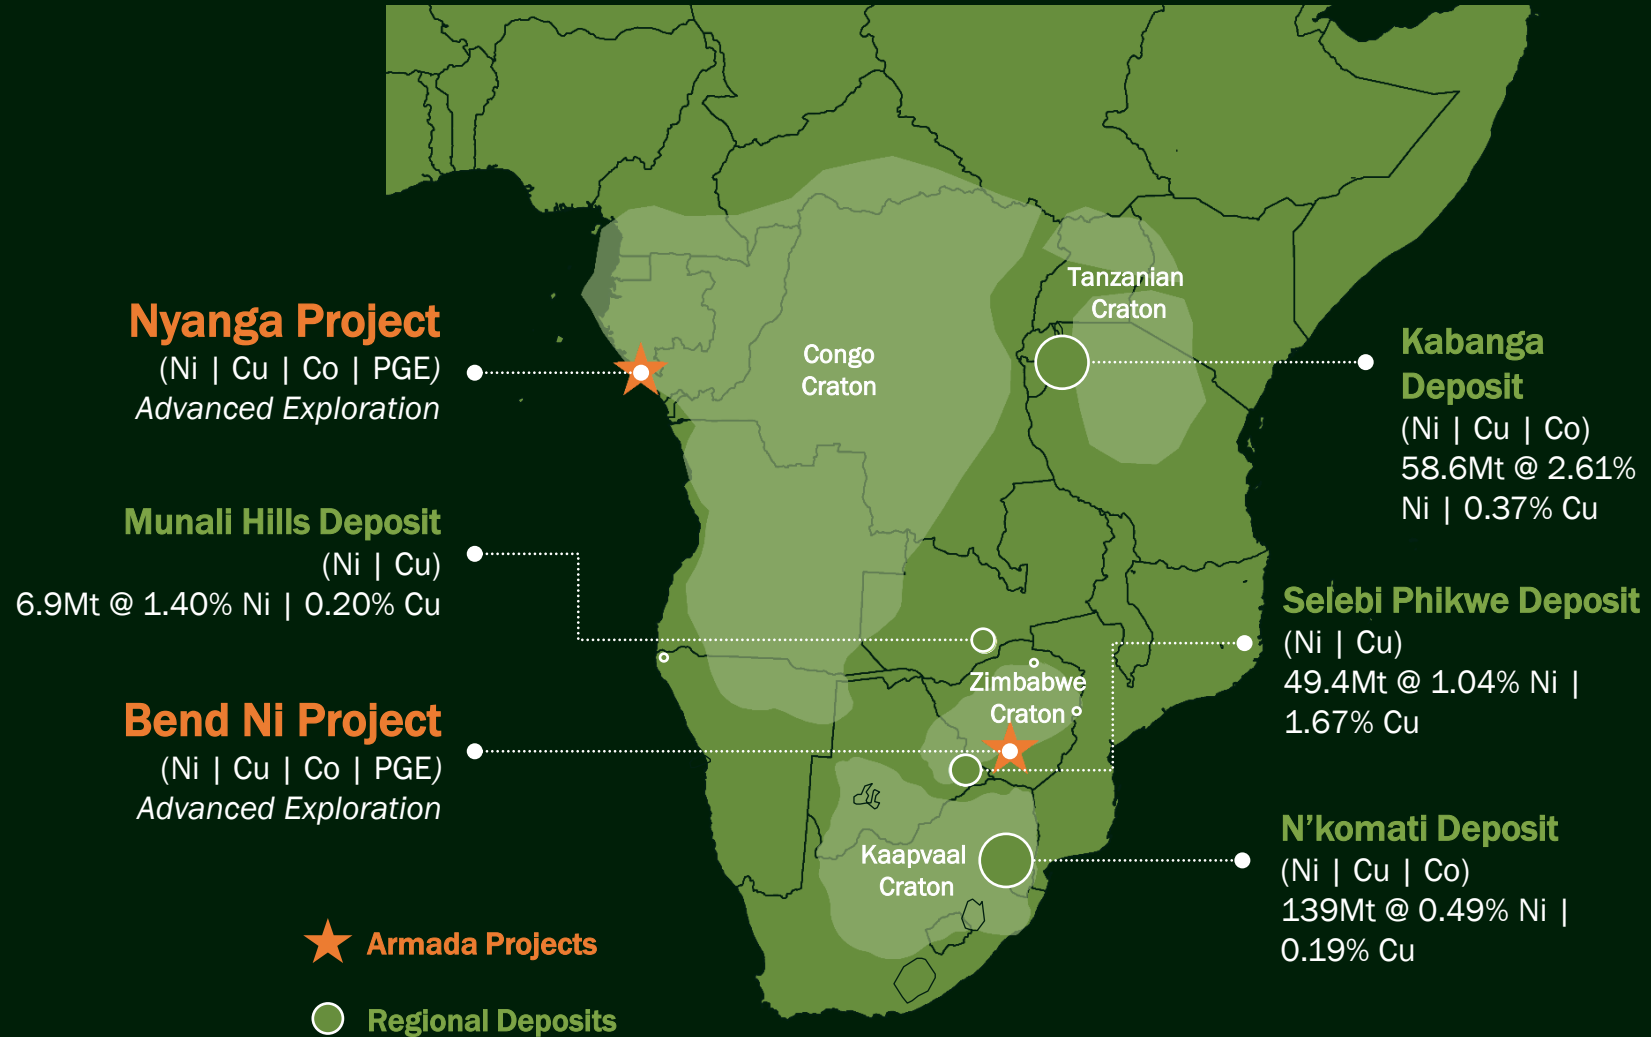 Nyanga Project
(Ni | Cu | Co | PGE)
Advanced Exploration
Munali Hills Deposit
(Ni | Cu)
6.9Mt @ 1.40% Ni | 0.20% Cu
Bend Ni Project
(Ni | Cu | Co | PGE)
Advanced Exploration
Armada Projects
Regional Deposits
Congo
Craton
Tanzanian
Craton
Zimbabwe
Craton
Kaapvaal
Craton
Kabanga
Deposit
(Ni | Cu | Co)
58.6Mt @ 2.61%
Ni | 0.37% Cu
Selebi Phikwe Deposit
(Ni | Cu)
49.4Mt @ 1.04% Ni |
1.67% Cu
N’komati Deposit
(Ni | Cu | Co)
139Mt @ 0.49% Ni |
0.19% Cu